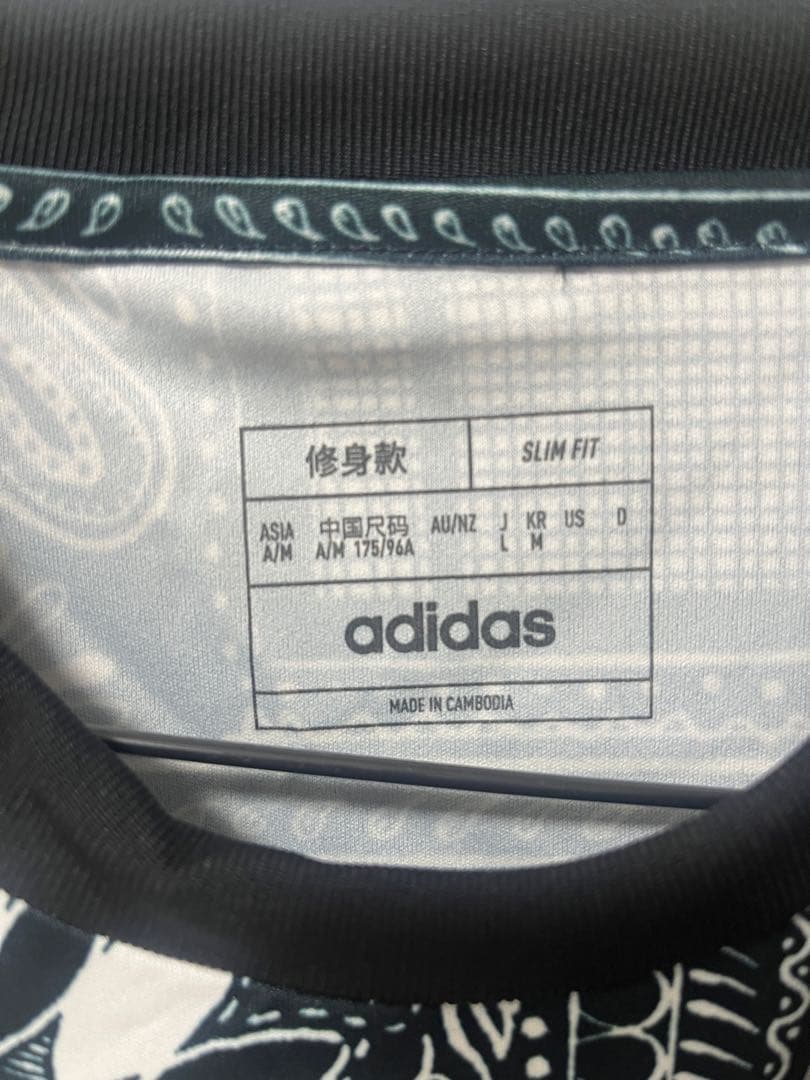 修身款 SLIM FIT
ASIA 中国尺码 AU/NZ J KR US D
A/M A/M 175/96A L M
adidas
MADE IN CAMBODIA